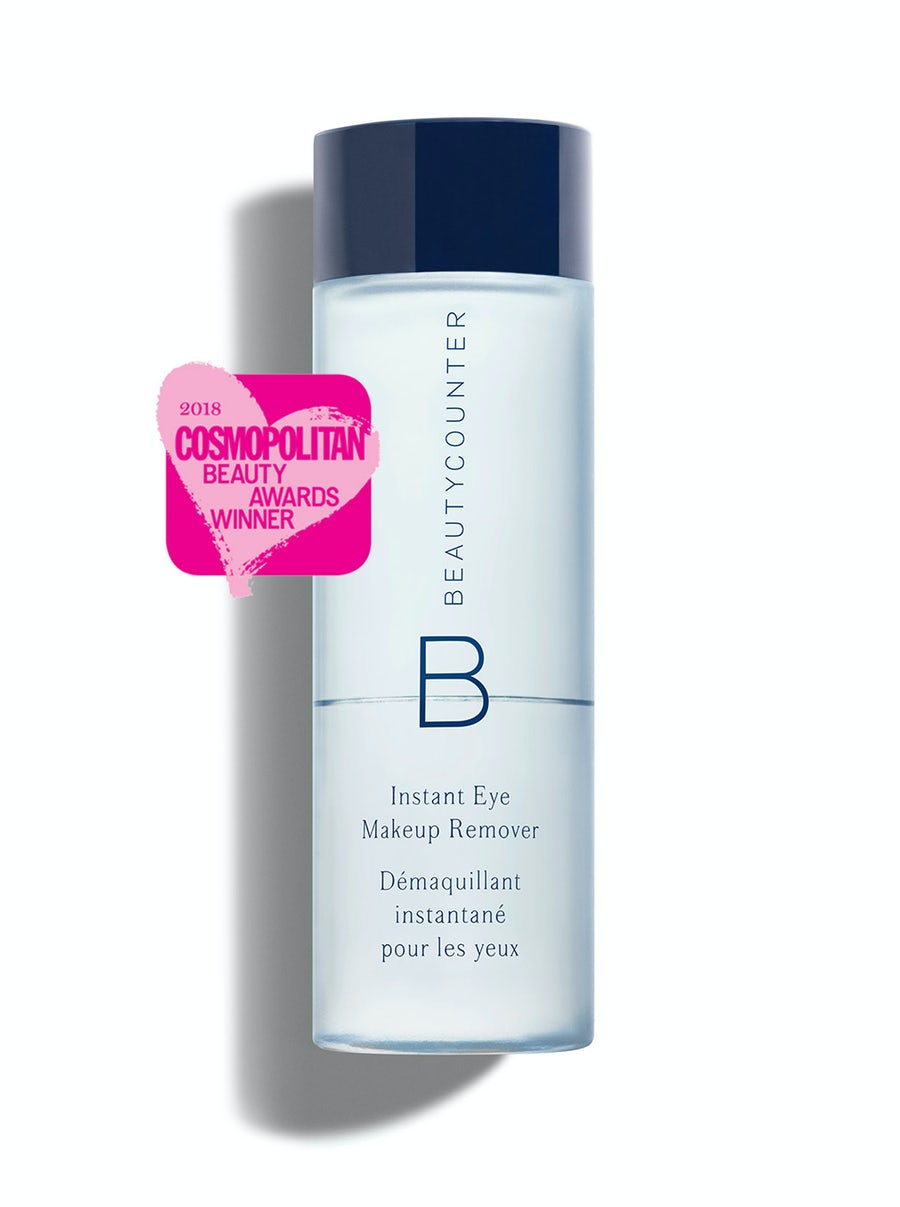 2018
COSMOPOLITAN
BEAUTY
AWARDS
WINNER
BEAUTYCOUNTER
B
Instant Eye
Makeup Remover
Démaquillant
instantané
pour les yeux